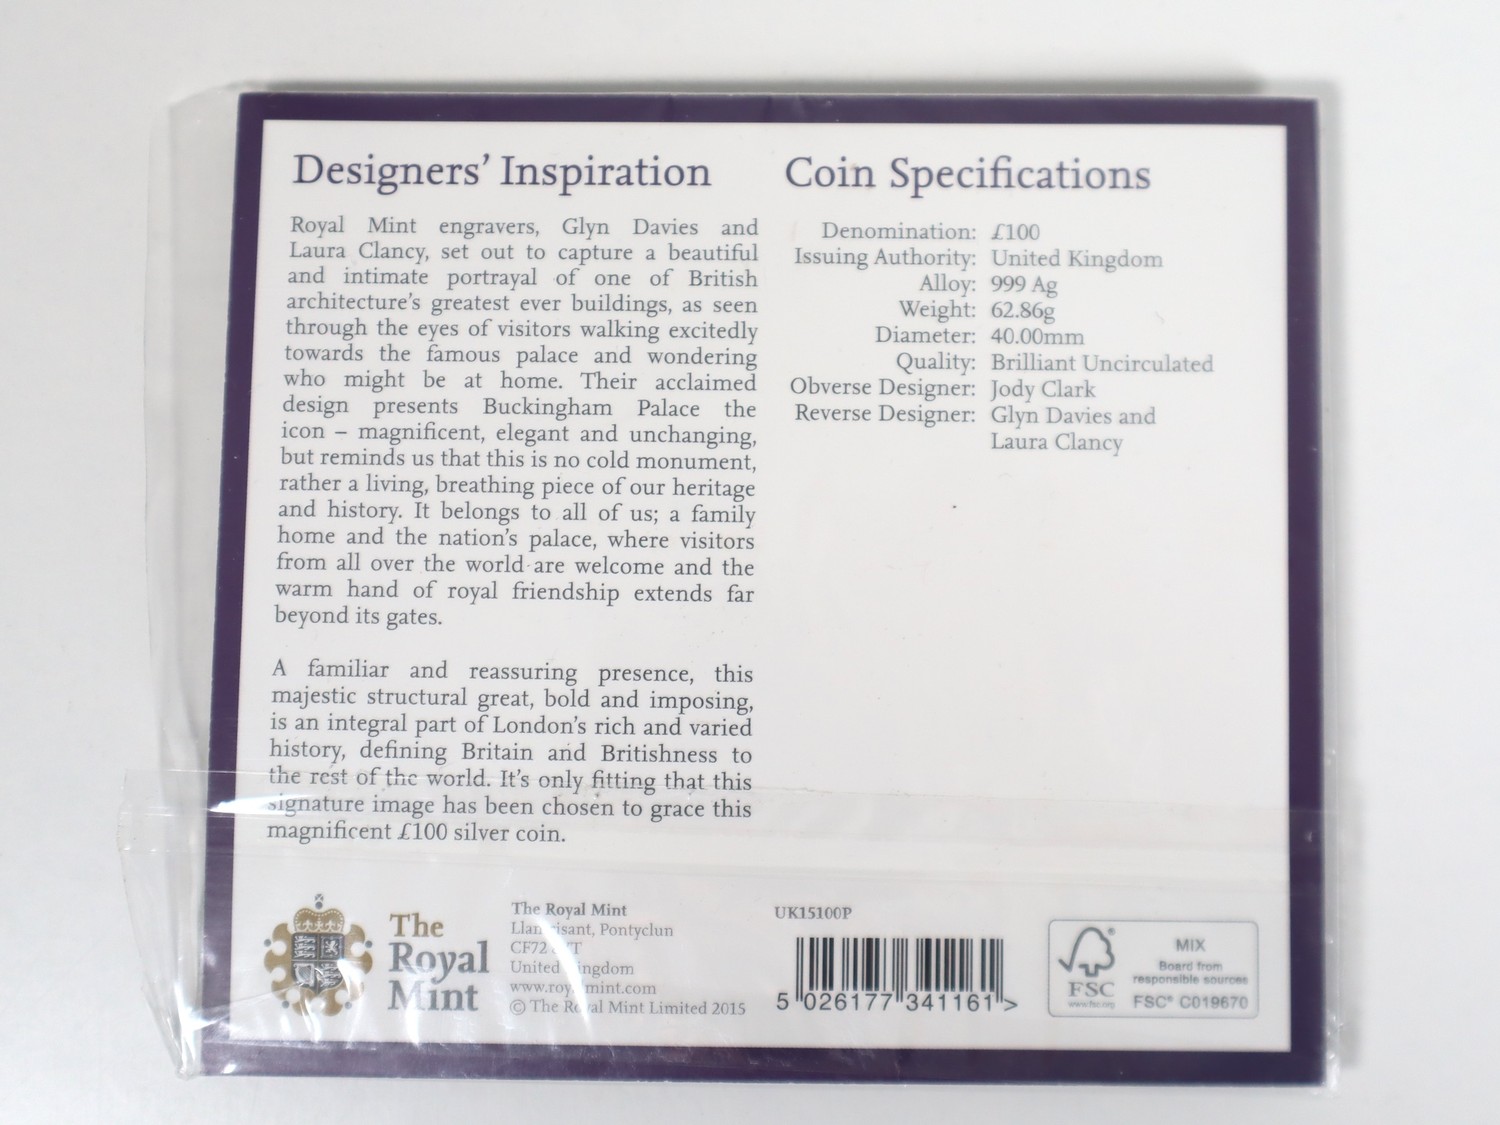 Designers' Inspiration
Royal Mint engravers, Glyn Davies and
Laura Clancy, set out to capture a beautiful
and intimate portrayal of one of British
architecture's greatest ever buildings, as seen
through the eyes of visitors walking excitedly
towards the famous palace and wondering
who might be at home. Their acclaimed
design presents Buckingham Palace the
icon – magnificent, elegant and unchanging,
but reminds us that this is no cold monument,
rather a living, breathing piece of our heritage
and history. It belongs to all of us; a family
home and the nation's palace, where visitors
from all over the world are welcome and the
warm hand of royal friendship extends far
beyond its gates.
A familiar and reassuring presence, this
majestic structural great, bold and imposing,
is an integral part of London's rich and varied
history, defining Britain and Britishness to
the rest of the world. It's only fitting that this
signature image has been chosen to grace this
magnificent £100 silver coin.
Coin Specifications
Denomination: £100
Issuing Authority: United Kingdom
Alloy: 999 Ag
Weight: 62.86g
Diameter: 40.00mm
Quality: Brilliant Uncirculated
Obverse Designer: Jody Clark
Reverse Designer: Glyn Davies and
Laura Clancy
The
Royal
Mint
The Royal Mint
Llantrisant, Pontyclun
CF72
United Kingdom
www.royalmint.com
© The Royal Mint Limited 2015
UK15100P
5 026177 341161 >
FSC
www.fsc.org
MIX
Board from
responsible sources
FSC® C019670